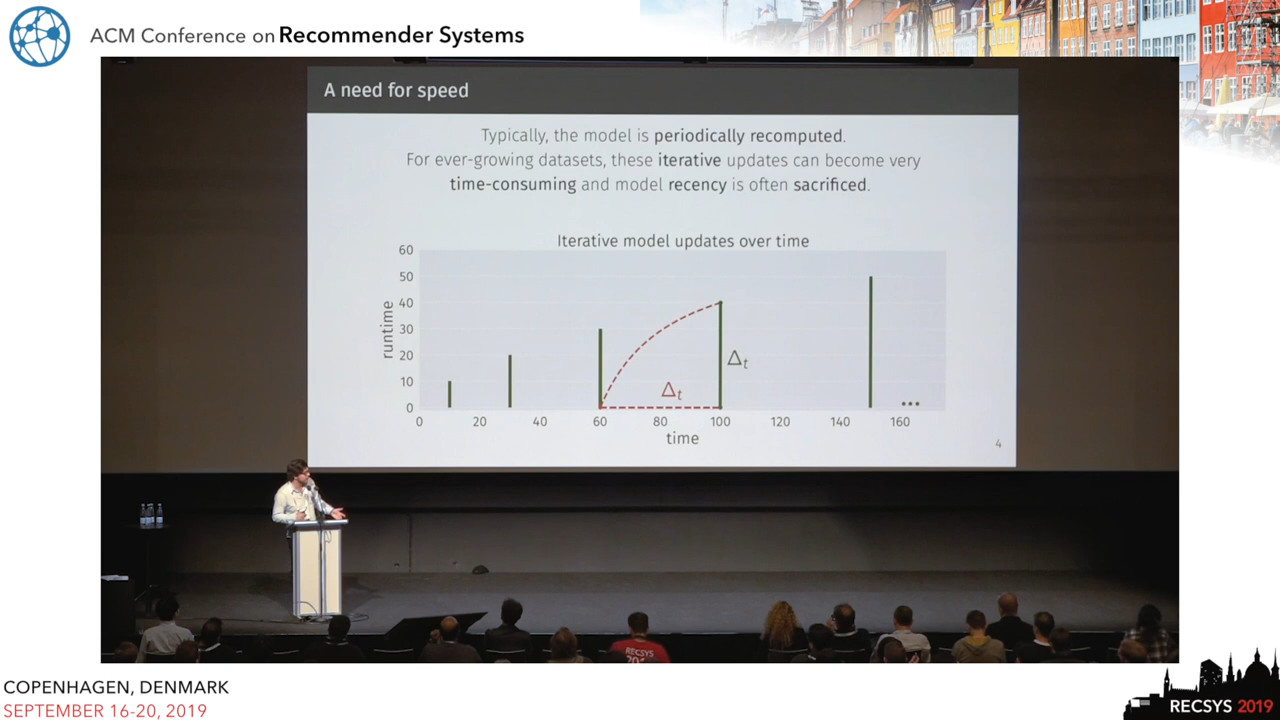 ACM Conference on Recommender Systems
A need for speed
Typically, the model is periodically recomputed.
For ever-growing datasets, these iterative updates can become very
time-consuming and model recency is often sacrificed.
Iterative model updates over time
60
50
40
30
20
10
0
runtime
Δt
Δt
...
0 20 40 60 80 100 120 140 160
time
4
RECSYS
COPENHAGEN, DENMARK
SEPTEMBER 16-20, 2019
RECSYS 2019